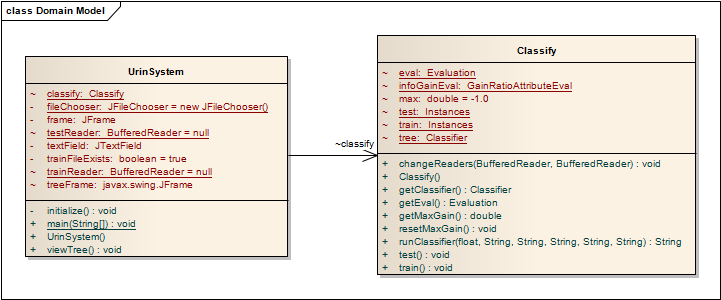 class Domain Model
UrinSystem
~ classify: Classify
- fileChooser: JFileChooser = new JFileChooser()
- frame: JFrame
~ testReader: BufferedReader = null
- textField: JTextField
- trainFileExists: boolean = true
~ trainReader: BufferedReader = null
~ treeFrame: javax.swing.JFrame
- initialize() : void
+ main(String[]) : void
+ UrinSystem()
+ viewTree() : void
~classify
Classify
~ eval: Evaluation
~ infoGainEval: GainRatioAttributeEval
~ max: double = -1.0
~ test: Instances
~ train: Instances
~ tree: Classifier
+ changeReaders(BufferedReader, BufferedReader) : void
+ Classify()
+ getClassifier() : Classifier
+ getEval() : Evaluation
+ getMaxGain() : double
+ resetMaxGain() : void
+ runClassifier(float, String, String, String, String, String) : String
+ test() : void
+ train() : void